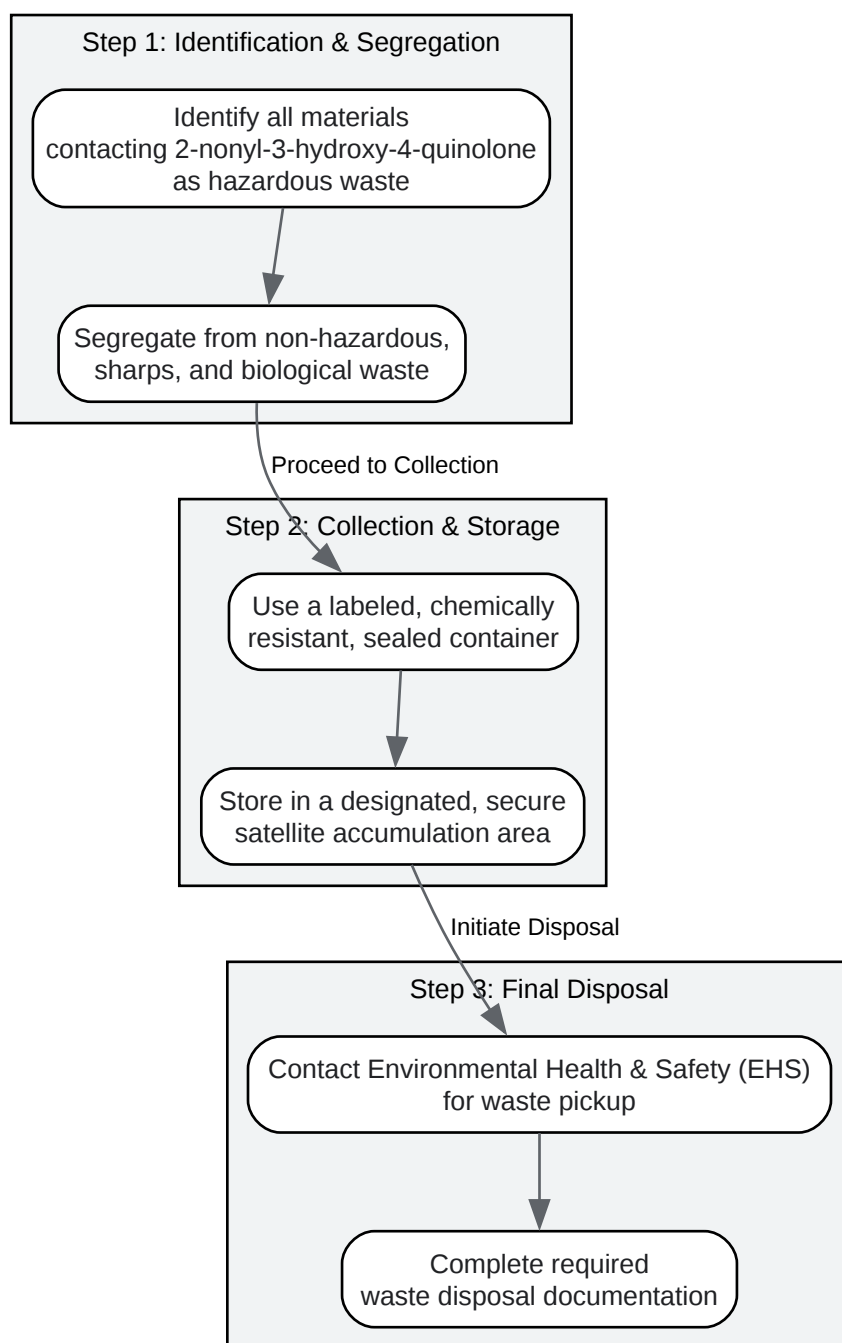 Step 1: Identification & Segregation
Identify all materials
contacting 2-nonyl-3-hydroxy-4-quinolone
as hazardous waste
Segregate from non-hazardous,
sharps, and biological waste
Proceed to Collection
Step 2: Collection & Storage
Use a labeled, chemically
resistant, sealed container
Store in a designated, secure
satellite accumulation area
Initiate Disposal
Step 3: Final Disposal
Contact Environmental Health & Safety (EHS)
for waste pickup
Complete required
waste disposal documentation